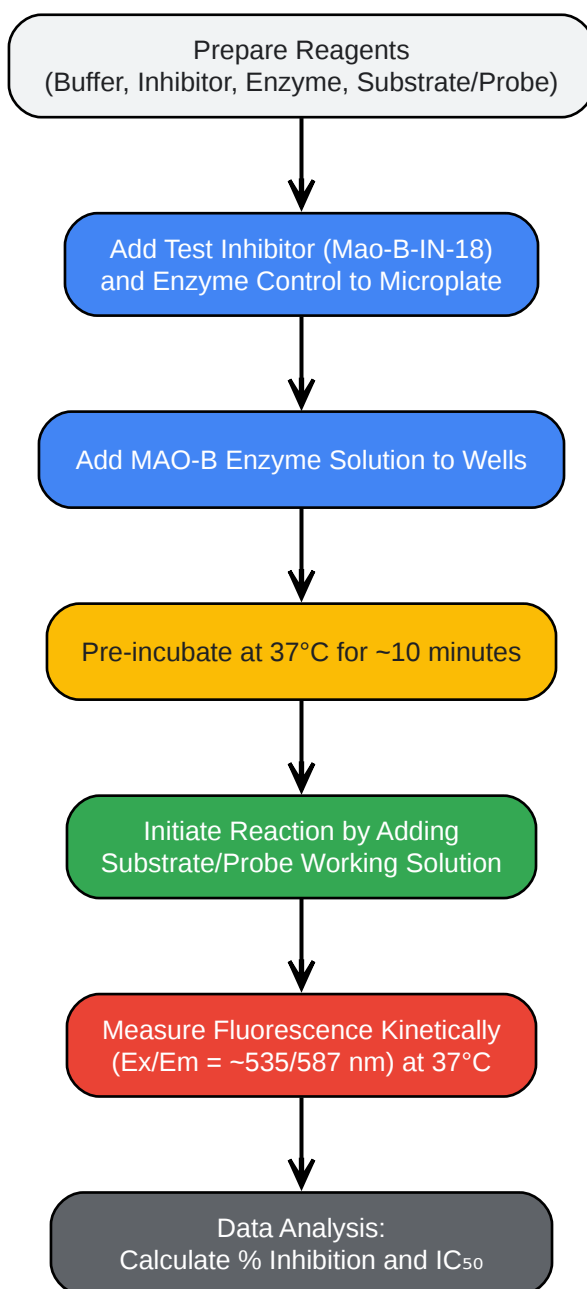 Prepare Reagents
(Buffer, Inhibitor, Enzyme, Substrate/Probe)
Add Test Inhibitor (Mao-B-IN-18)
and Enzyme Control to Microplate
Add MAO-B Enzyme Solution to Wells
Pre-incubate at 37°C for ~10 minutes
Initiate Reaction by Adding
Substrate/Probe Working Solution
Measure Fluorescence Kinetically
(Ex/Em = ~535/587 nm) at 37°C
Data Analysis:
Calculate % Inhibition and IC₅₀